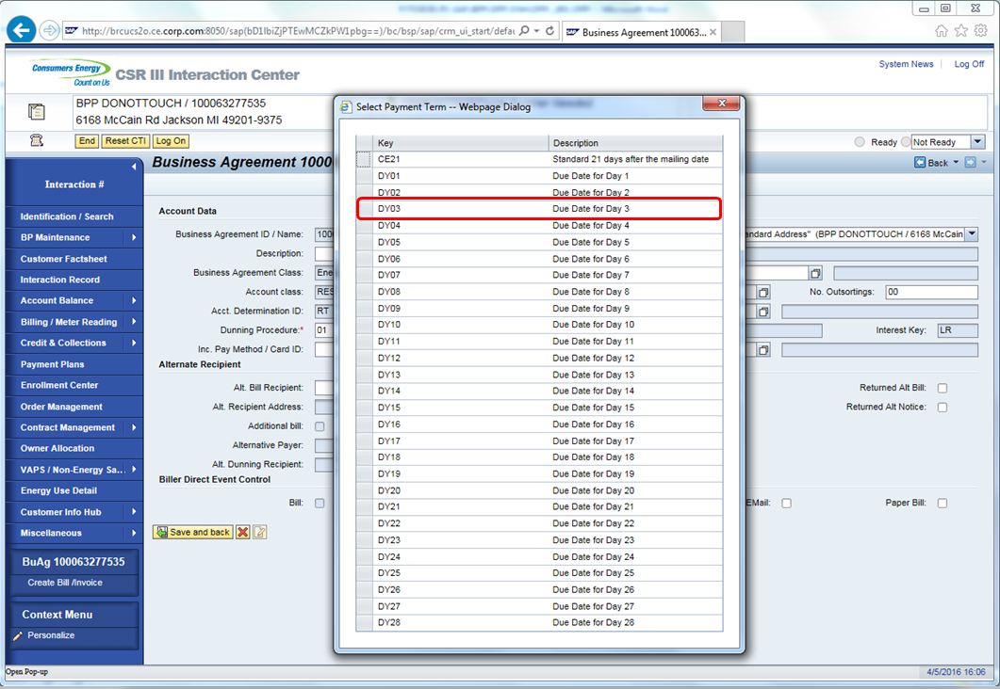 http://brcucs2o.ce.corp.com:8050/sap(bD1lbiZjPTEwMCZkPW1pbg==)/bc/bsp/sap/crm_ui_start/defau
SAP Business Agreement 100063...
Consumers Energy
Count on Us
CSR III Interaction Center
System News
Log Off
BPP DONOTTOUCH / 100063277535
6168 McCain Rd Jackson MI 49201-9375
End Reset CTI Log On
Ready Not Ready
Business Agreement 1000
Back
Interaction #
Identification / Search
BP Maintenance
Customer Factsheet
Interaction Record
Account Balance
Billing / Meter Reading
Credit & Collections
Payment Plans
Enrollment Center
Order Management
Contract Management
Owner Allocation
VAPS / Non-Energy Sa...
Energy Use Detail
Customer Info Hub
Miscellaneous
BuAg 100063277535
Create Bill /Invoice
Context Menu
Personalize
Account Data
Business Agreement ID / Name: 1000
Description:
Business Agreement Class: Ene
Account class: RES
Acct. Determination ID: RT
Dunning Procedure:* 01
Inc. Pay Method / Card ID:
Alternate Recipient
Alt. Bill Recipient:
Alt. Recipient Address:
Additional bill:
Alternative Payer:
Alt. Dunning Recipient:
Biller Direct Event Control
Bill:
Save and back
Select Payment Term -- Webpage Dialog
Key Description
CE21 Standard 21 days after the mailing date
DY01 Due Date for Day 1
DY02 Due Date for Day 2
DY03 Due Date for Day 3
DY04 Due Date for Day 4
DY05 Due Date for Day 5
DY06 Due Date for Day 6
DY07 Due Date for Day 7
DY08 Due Date for Day 8
DY09 Due Date for Day 9
DY10 Due Date for Day 10
DY11 Due Date for Day 11
DY12 Due Date for Day 12
DY13 Due Date for Day 13
DY14 Due Date for Day 14
DY15 Due Date for Day 15
DY16 Due Date for Day 16
DY17 Due Date for Day 17
DY18 Due Date for Day 18
DY19 Due Date for Day 19
DY20 Due Date for Day 20
DY21 Due Date for Day 21
DY22 Due Date for Day 22
DY23 Due Date for Day 23
DY24 Due Date for Day 24
DY25 Due Date for Day 25
DY26 Due Date for Day 26
DY27 Due Date for Day 27
DY28 Due Date for Day 28
andard Address" (BPP DONOTTOUCH / 6168 McCain
No. Outsortings: 00
Interest Key: LR
Returned Alt Bill:
Returned Alt Notice:
EMail: Paper Bill:
Open Pop-up
4/5/2016 16:06